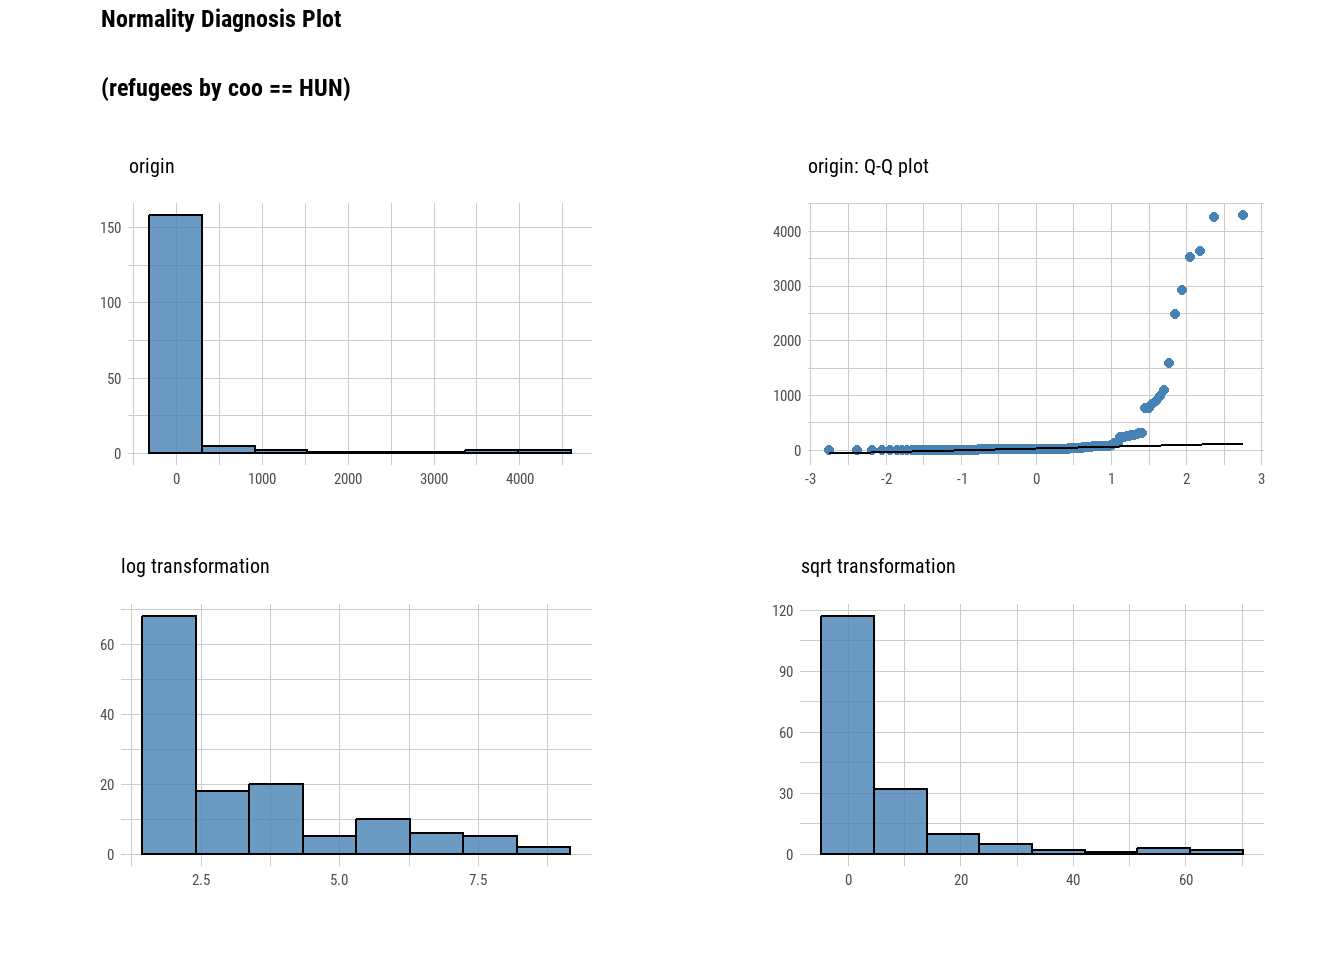 Normality Diagnosis Plot
(refugees by coo == HUN)
origin
150
100
50
0
0 1000 2000 3000 4000
origin: Q-Q plot
4000
3000
2000
1000
0
-3 -2 -1 0 1 2 3
log transformation
60
40
20
0
2.5 5.0 7.5
sqrt transformation
120
90
60
30
0
0 20 40 60